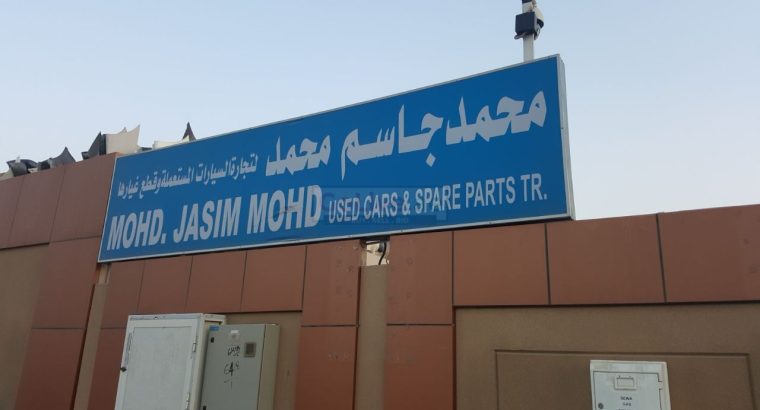 محمد جاسم محمد لتجارة السيارات المستعملة وقطع غيارها
MOHD. JASIM MOHD USED CARS & SPARE PARTS TR.